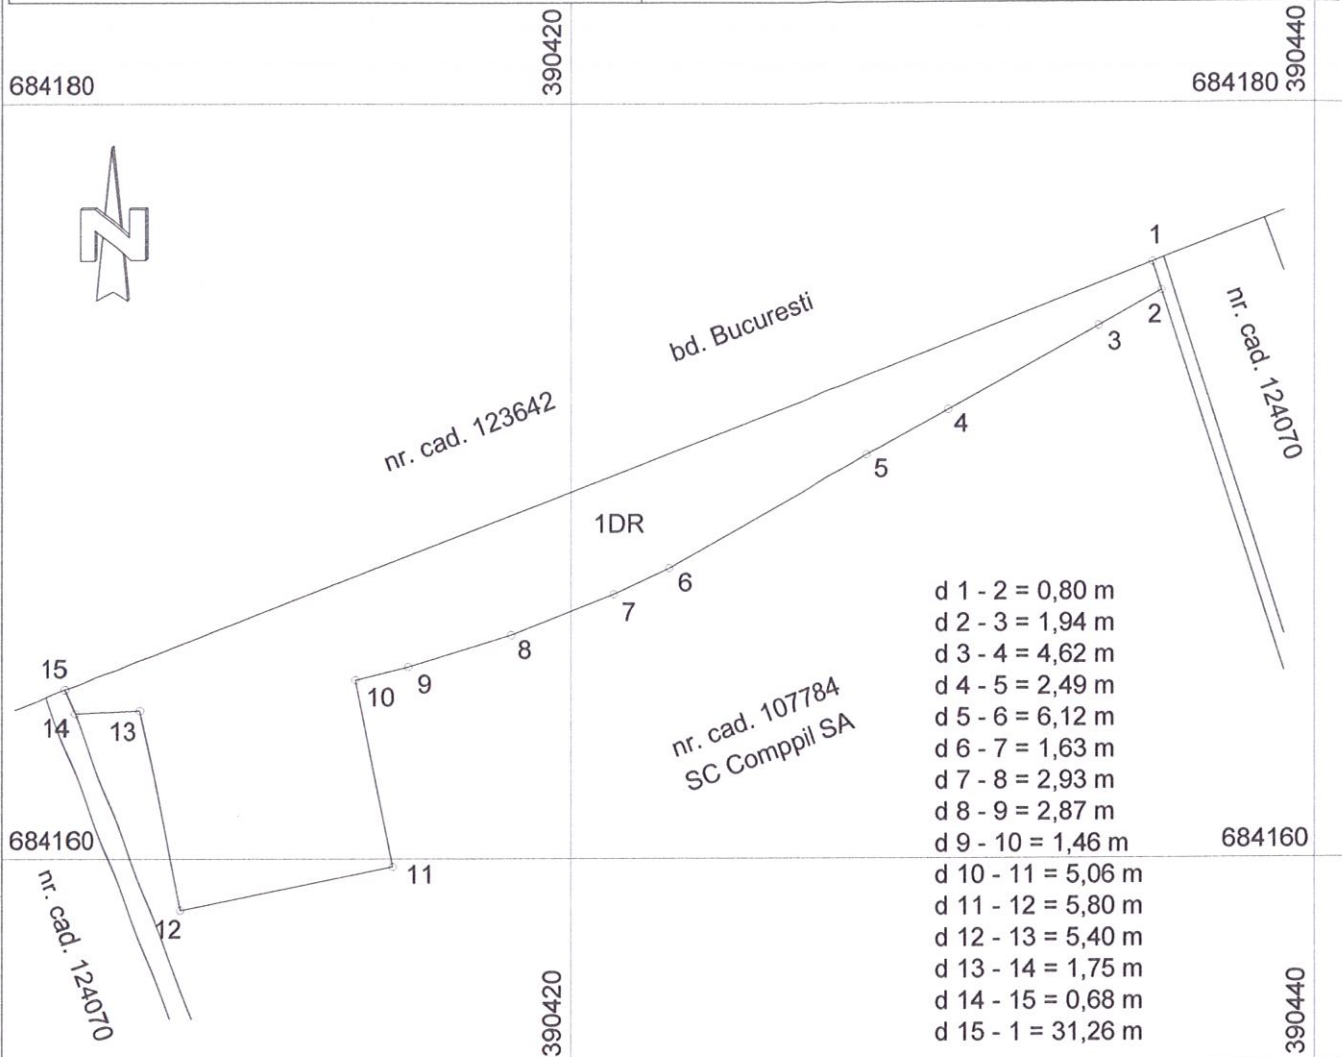 390420
390440
684180
684180
N
1
2
3
bd. Bucuresti
nr. cad. 124070
nr. cad. 123642
4
5
1DR
6
7
8
9
10
15
14
13
nr. cad. 107784
SC Comppil SA
d 1 - 2 = 0,80 m
d 2 - 3 = 1,94 m
d 3 - 4 = 4,62 m
d 4 - 5 = 2,49 m
d 5 - 6 = 6,12 m
d 6 - 7 = 1,63 m
d 7 - 8 = 2,93 m
d 8 - 9 = 2,87 m
d 9 - 10 = 1,46 m
d 10 - 11 = 5,06 m
d 11 - 12 = 5,80 m
d 12 - 13 = 5,40 m
d 13 - 14 = 1,75 m
d 14 - 15 = 0,68 m
d 15 - 1 = 31,26 m
684160
684160
11
12
nr. cad. 124070
390420
390440